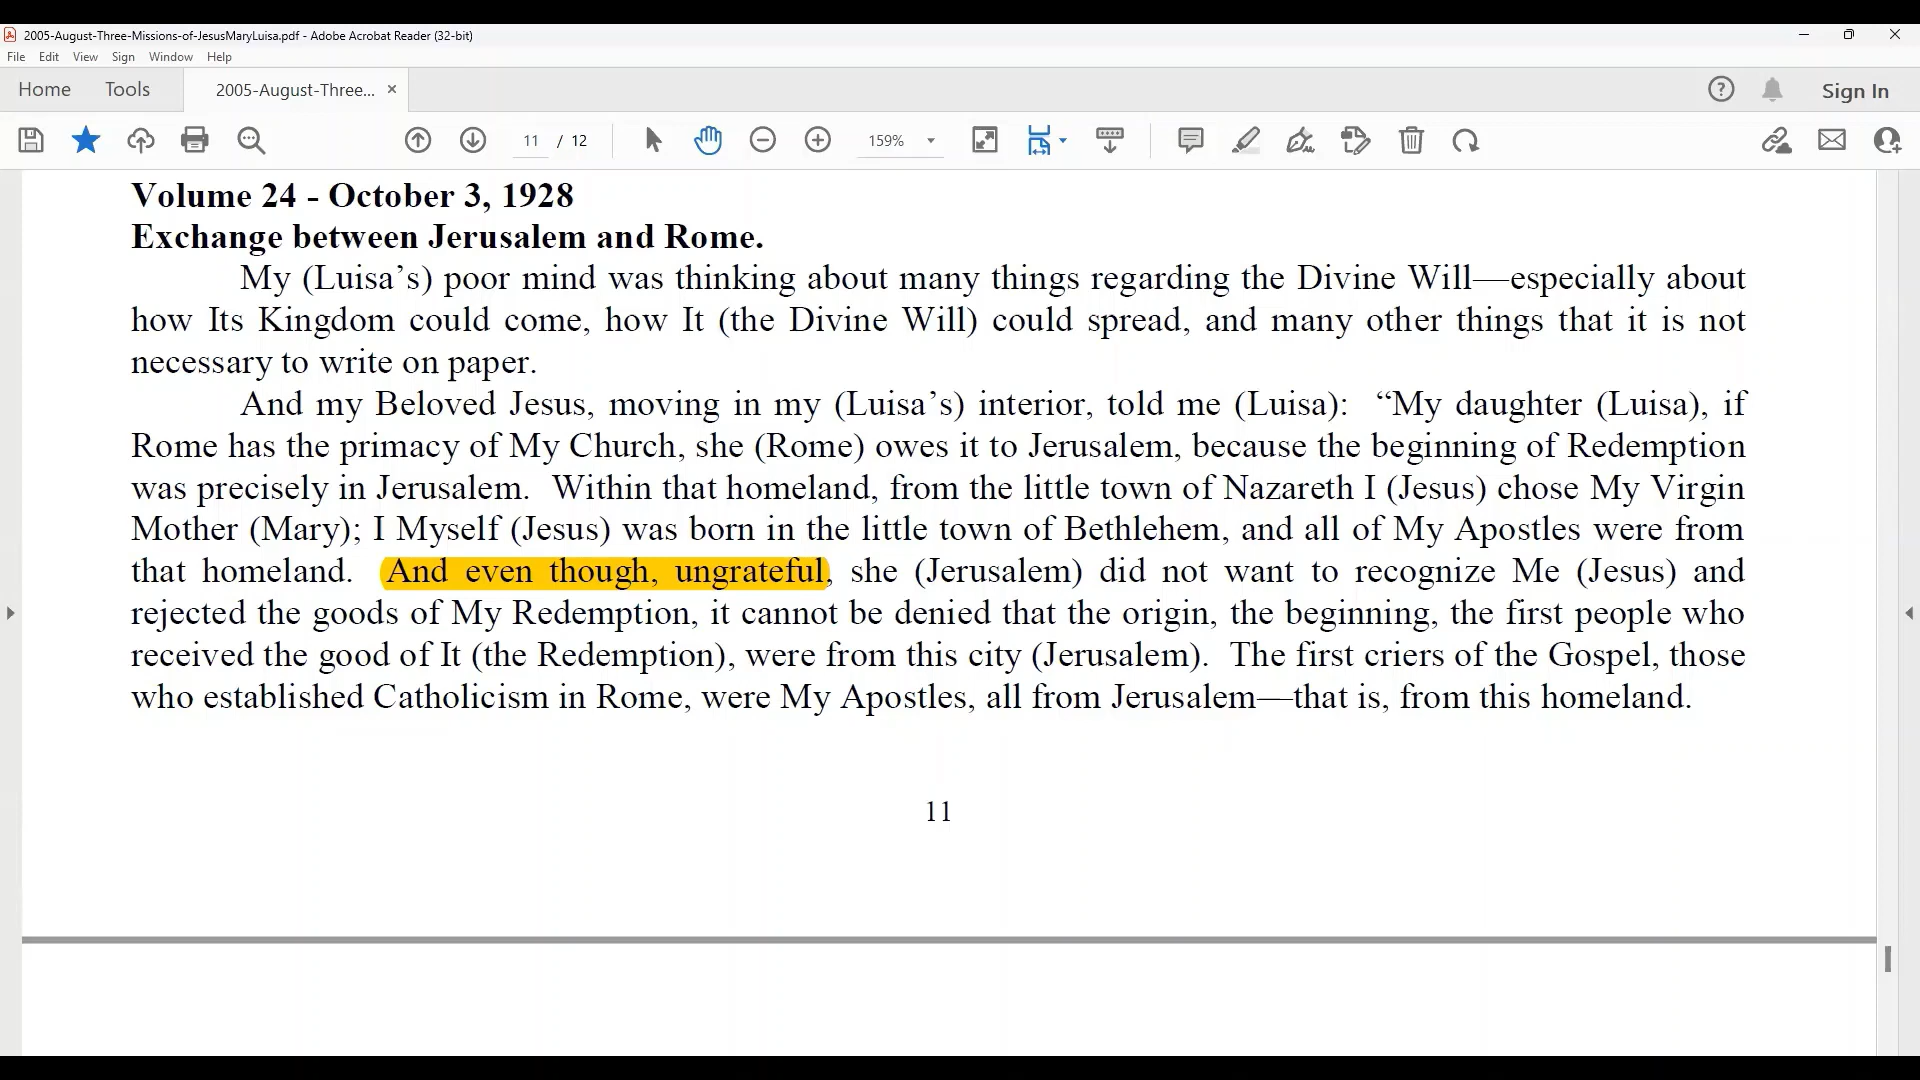 2005-August-Three-Missions-of-JesusMaryLuisa.pdf - Adobe Acrobat Reader (32-bit)
File Edit View Sign Window Help
Home Tools 2005-August-Three... × Sign In
11 / 12 159%
Volume 24 - October 3, 1928
Exchange between Jerusalem and Rome.
My (Luisa’s) poor mind was thinking about many things regarding the Divine Will—especially about
how Its Kingdom could come, how It (the Divine Will) could spread, and many other things that it is not
necessary to write on paper.
And my Beloved Jesus, moving in my (Luisa’s) interior, told me (Luisa): “My daughter (Luisa), if
Rome has the primacy of My Church, she (Rome) owes it to Jerusalem, because the beginning of Redemption
was precisely in Jerusalem. Within that homeland, from the little town of Nazareth I (Jesus) chose My Virgin
Mother (Mary); I Myself (Jesus) was born in the little town of Bethlehem, and all of My Apostles were from
that homeland. And even though, ungrateful, she (Jerusalem) did not want to recognize Me (Jesus) and
rejected the goods of My Redemption, it cannot be denied that the origin, the beginning, the first people who
received the good of It (the Redemption), were from this city (Jerusalem). The first criers of the Gospel, those
who established Catholicism in Rome, were My Apostles, all from Jerusalem—that is, from this homeland.
11